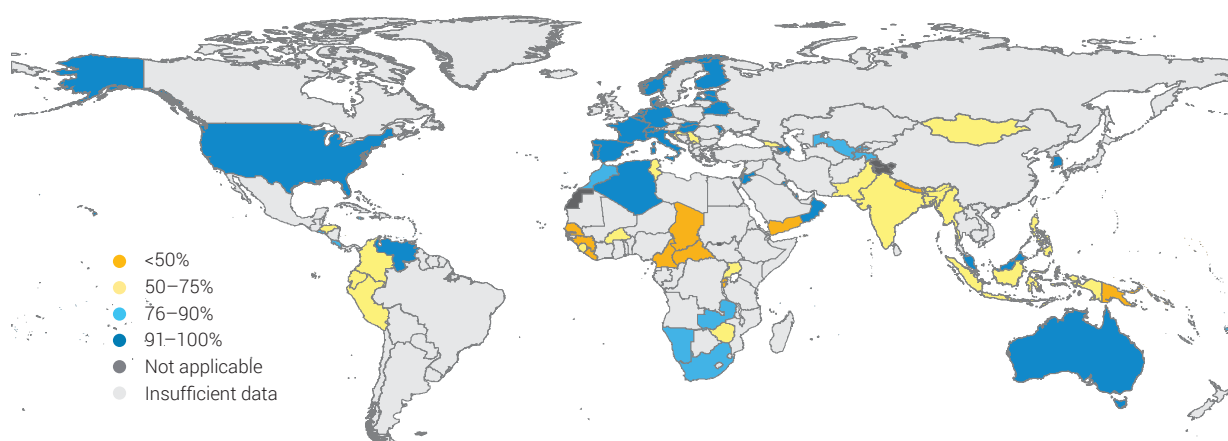 <50%
50–75%
76–90%
91–100%
Not applicable
Insufficient data